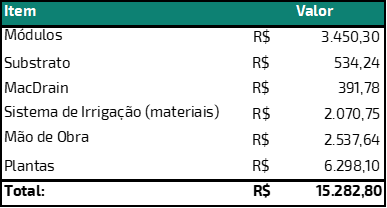 Item Valor
Módulos R$ 3.450,30
Substrato R$ 534,24
MacDrain R$ 391,78
Sistema de Irrigação (materiais) R$ 2.070,75
Mão de Obra R$ 2.537,64
Plantas R$ 6.298,10
Total: R$ 15.282,80